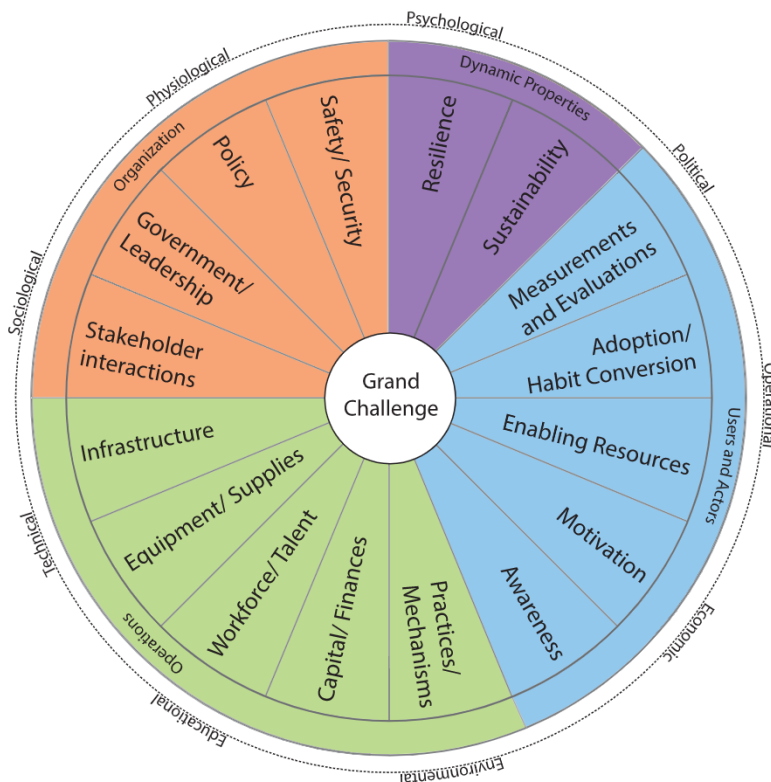 Psychological
Dynamic Properties
Physiological
Organization
Political
Sociological
Operational
Users and Actors
Technical
Operations
Economic
Educational
Environmental
Resilience
Sustainability
Measurements
and Evaluations
Adoption/
Habit Conversion
Enabling Resources
Motivation
Awareness
Practices/
Mechanisms
Capital/ Finances
Workforce/ Talent
Equipment/ Supplies
Infrastructure
Stakeholder
interactions
Government/
Leadership
Policy
Safety/ Security
Grand
Challenge